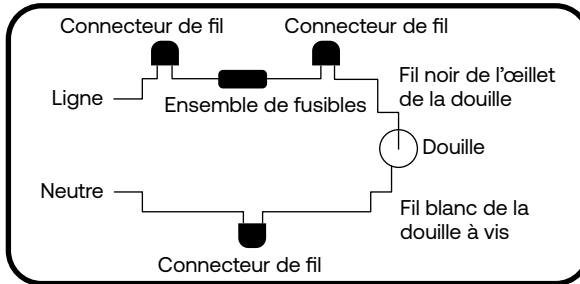 Connecteur de fil
Connecteur de fil
Ligne
Ensemble de fusibles
Fil noir de l’œillet
de la douille
Douille
Neutre
Fil blanc de la
douille à vis
Connecteur de fil